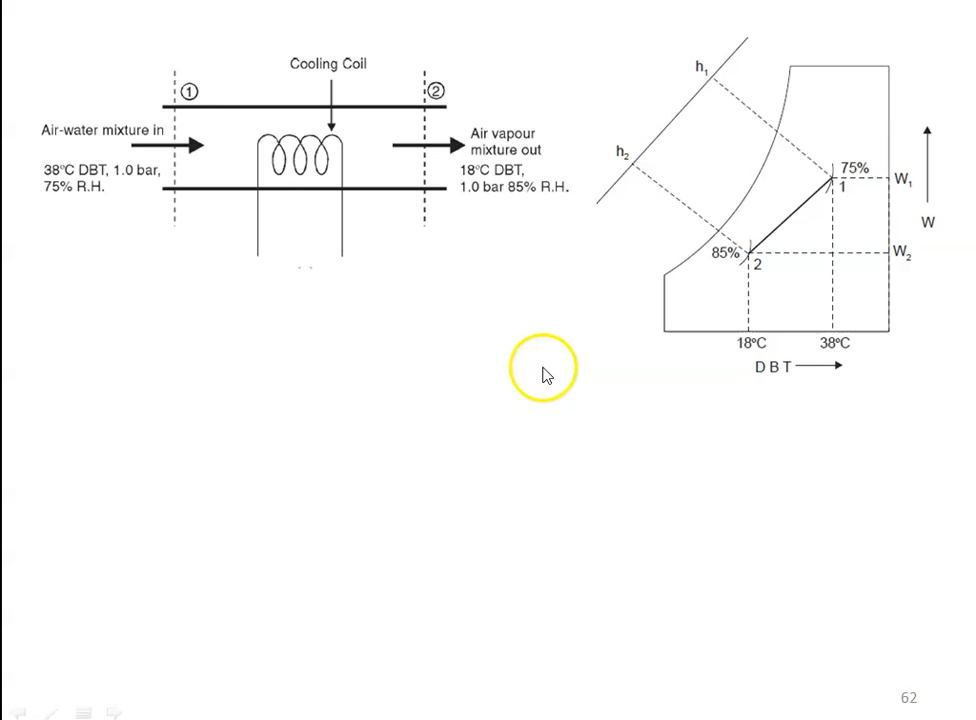 Cooling Coil
①
②
Air-water mixture in
38°C DBT, 1.0 bar,
75% R.H.
Air vapour
mixture out
18°C DBT,
1.0 bar 85% R.H.
h₁
h₂
75%
1
W₁
W
85%
2
W₂
18°C
38°C
D B T
62